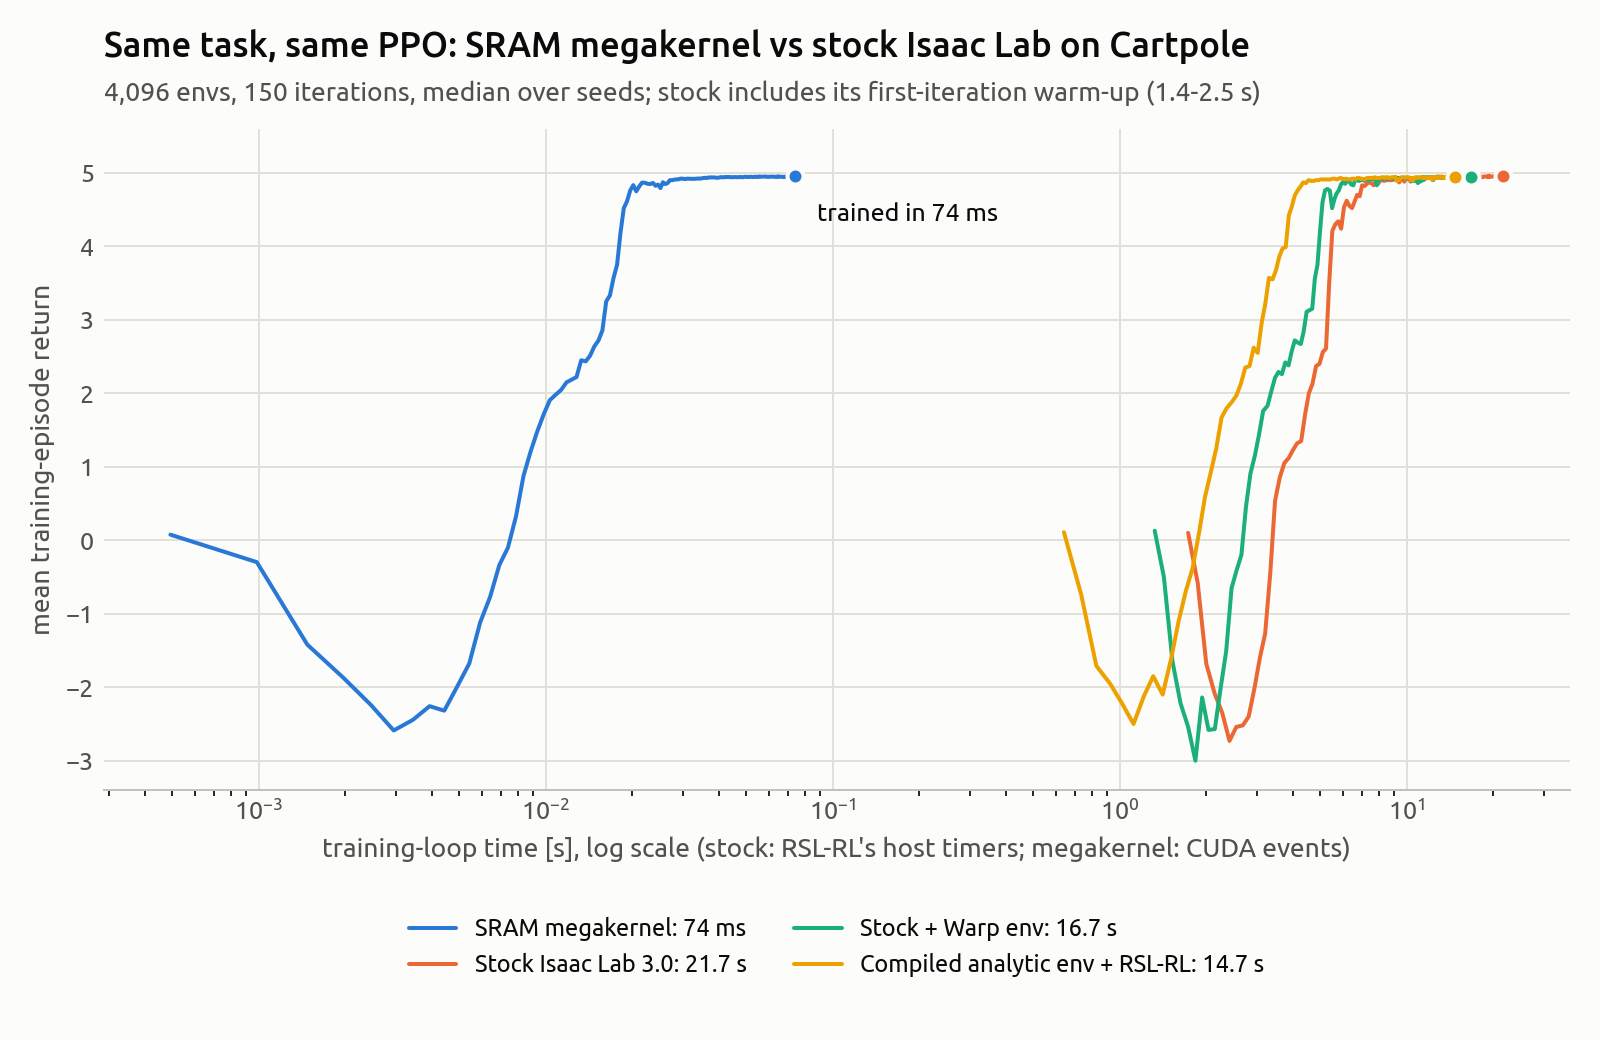 Same task, same PPO: SRAM megakernel vs stock Isaac Lab on Cartpole
4,096 envs, 150 iterations, median over seeds; stock includes its first-iteration warm-up (1.4-2.5 s)
mean training-episode return
5
4
3
2
1
0
−1
−2
−3
trained in 74 ms
10⁻³ 10⁻² 10⁻¹ 10⁰ 10¹
training-loop time [s], log scale (stock: RSL-RL's host timers; megakernel: CUDA events)
SRAM megakernel: 74 ms
Stock Isaac Lab 3.0: 21.7 s
Stock + Warp env: 16.7 s
Compiled analytic env + RSL-RL: 14.7 s